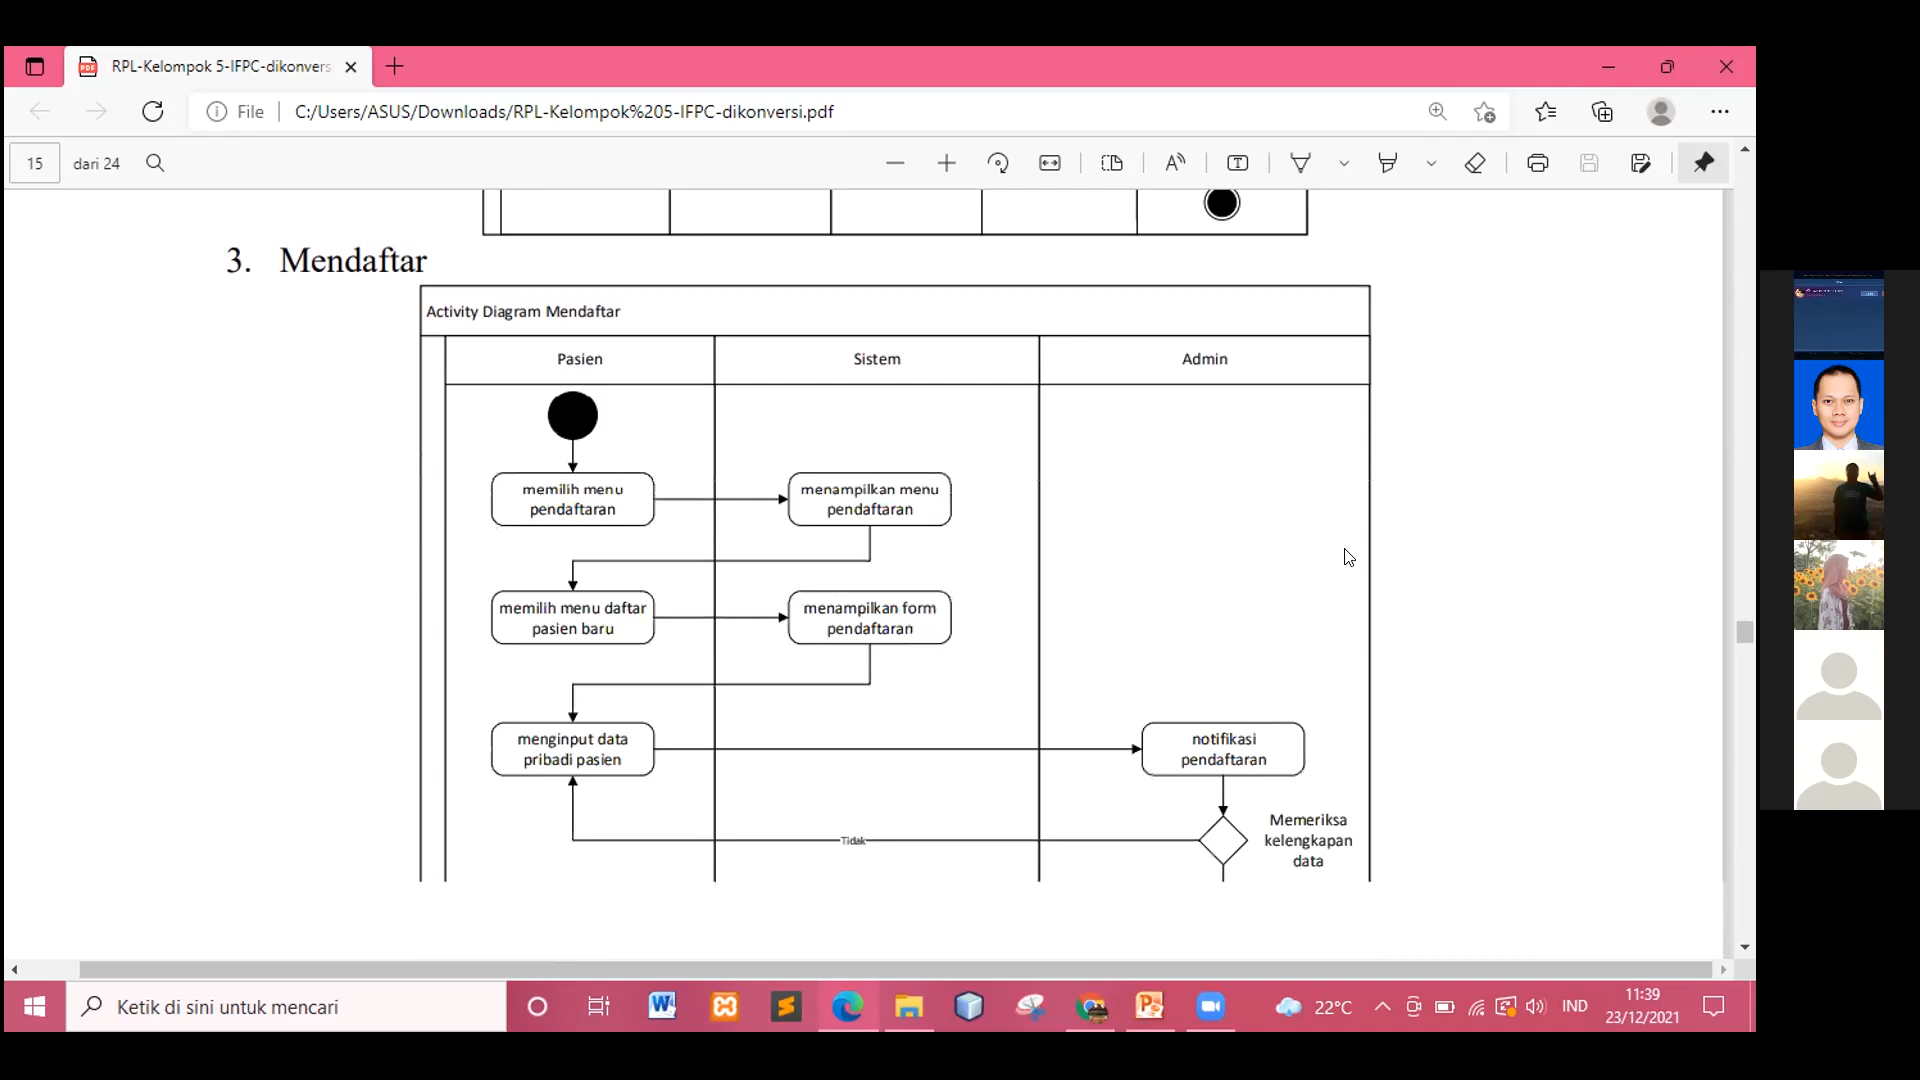 RPL-Kelompok 5-IFPC-dikonvers
File
C:/Users/ASUS/Downloads/RPL-Kelompok%205-IFPC-dikonversi.pdf
15
dari 24
3. Mendaftar
Activity Diagram Mendaftar
Pasien
Sistem
Admin
memilih menu
pendaftaran
menampilkan menu
pendaftaran
memilih menu daftar
pasien baru
menampilkan form
pendaftaran
menginput data
pribadi pasien
notifikasi
pendaftaran
Memeriksa
kelengkapan
data
Tidak
Ketik di sini untuk mencari
22°C
IND
11:39
23/12/2021